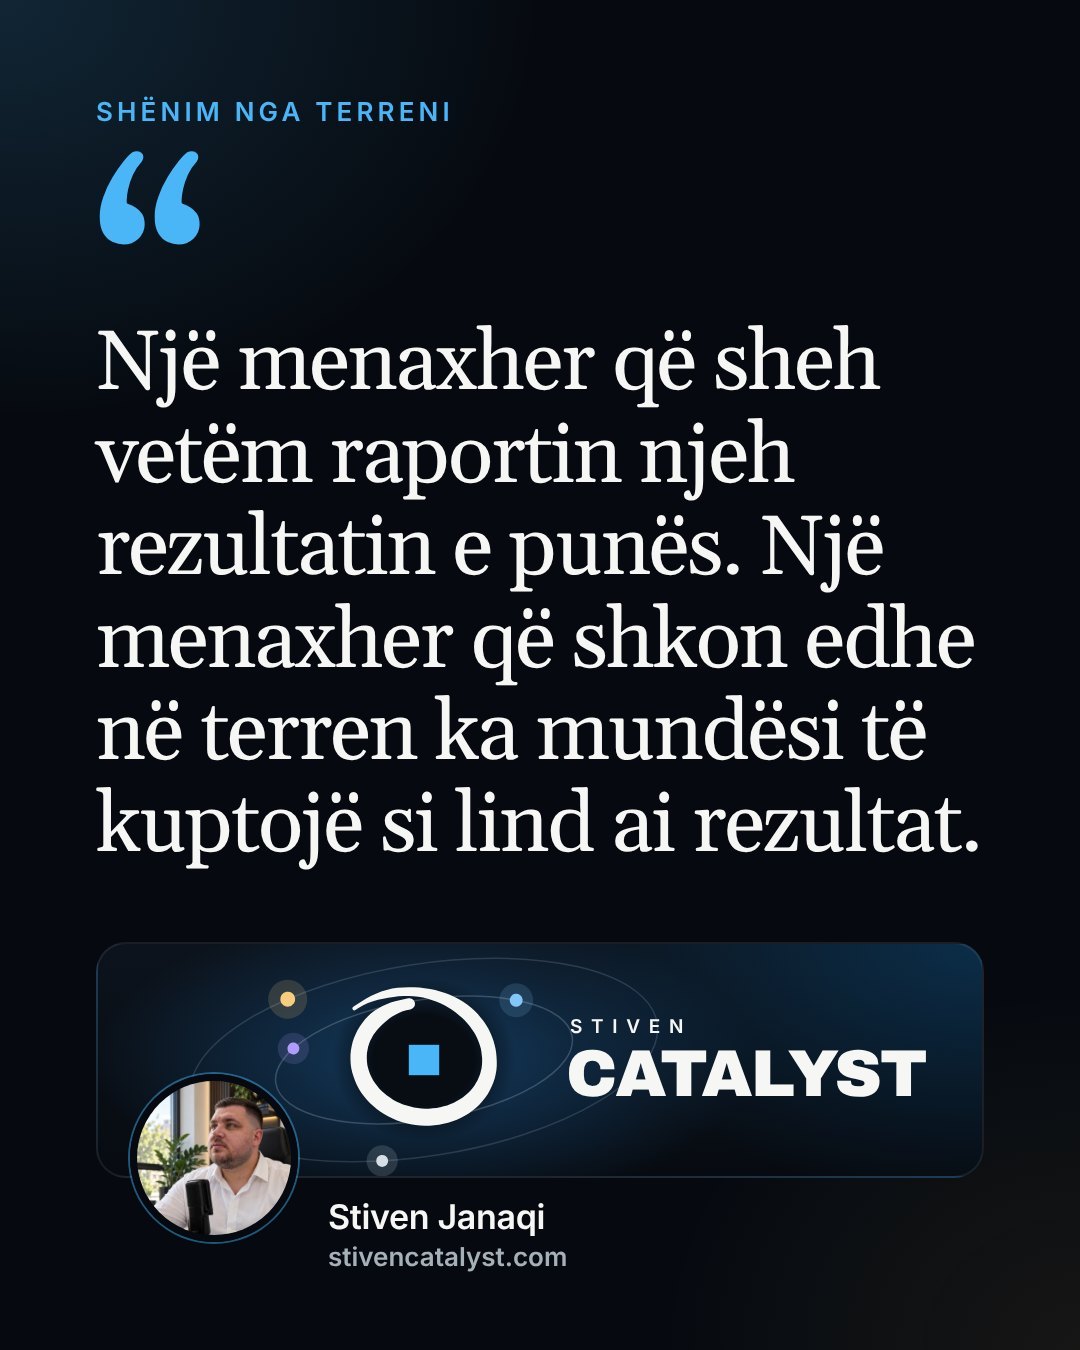 SHËNIM NGA TERRENI
“
Një menaxher që sheh
vetëm raportin njeh
rezultatin e punës. Një
menaxher që shkon edhe
në terren ka mundësi të
kuptojë si lind ai rezultat.
STIVEN
CATALYST
Stiven Janaqi
stivencatalyst.com